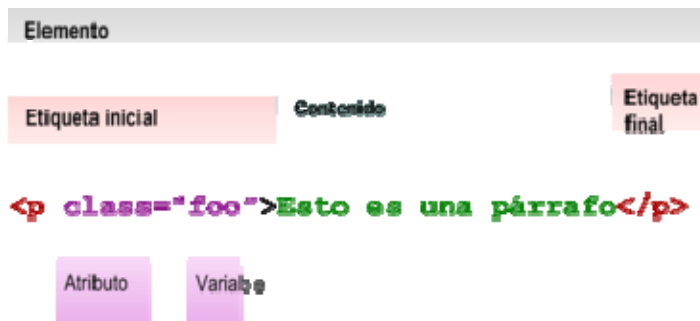 Elemento
Etiqueta inicial
Contenido
Etiqueta
final
<p class="foo">Esto es una párrafo</p>
Atributo
Variable